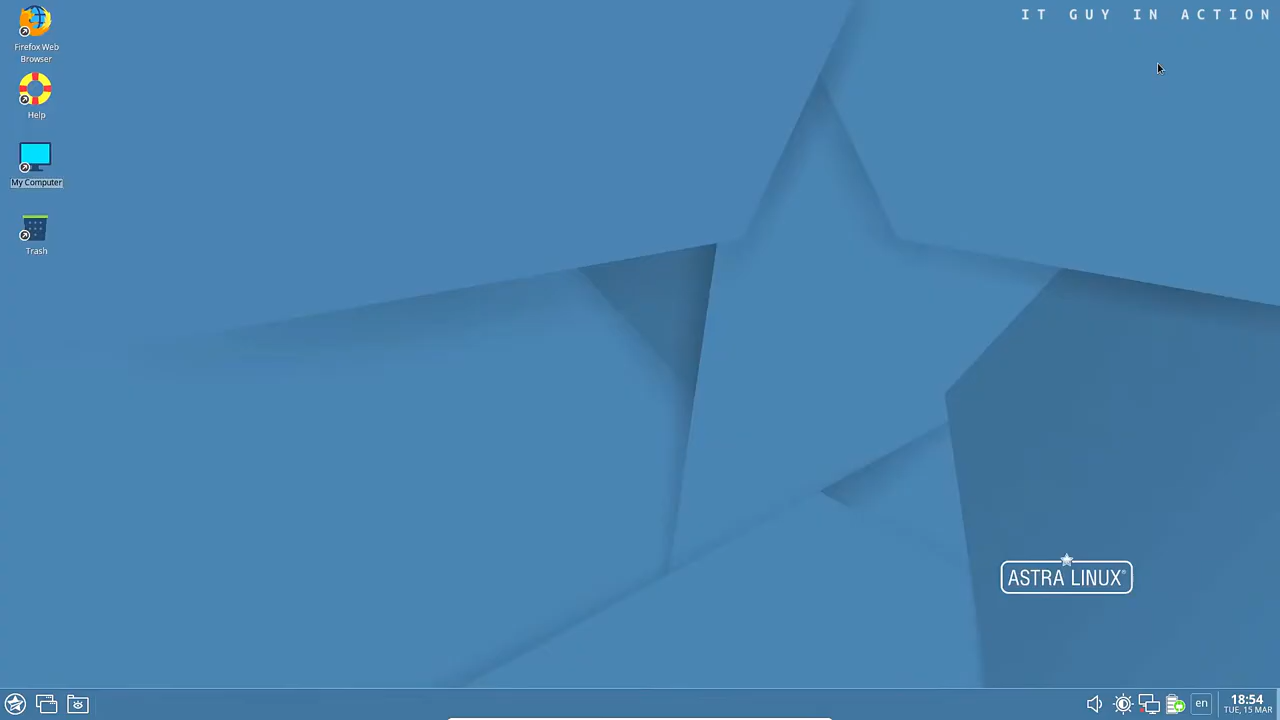 IT GUY IN ACTION
Firefox Web
Browser
Help
My Computer
Trash
ASTRA LINUX®
en
18:54
TUE, 15 MAR